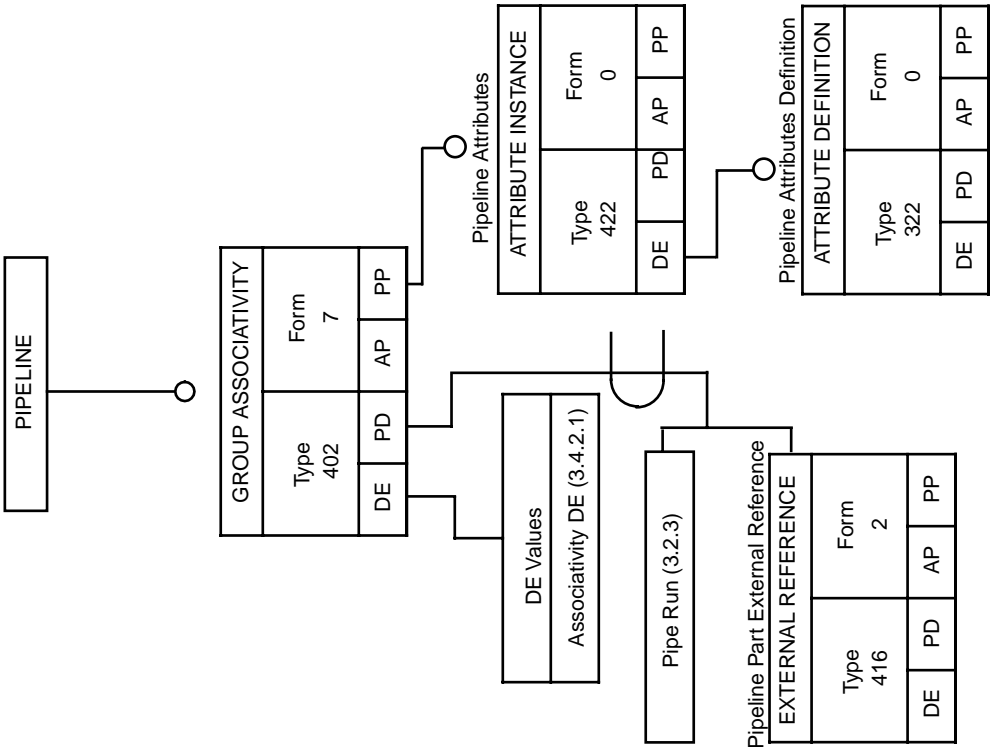 PIPELINE
GROUP ASSOCIATIVITY
Type
402
Form
7
DE PD AP PP
DE Values
Associativity DE (3.4.2.1)
Pipeline Attributes
ATTRIBUTE INSTANCE
Type
422
Form
0
DE PD AP PP
Pipe Run (3.2.3)
Pipeline Part External Reference
EXTERNAL REFERENCE
Type
416
Form
2
DE PD AP PP
Pipeline Attributes Definition
ATTRIBUTE DEFINITION
Type
322
Form
0
DE PD AP PP